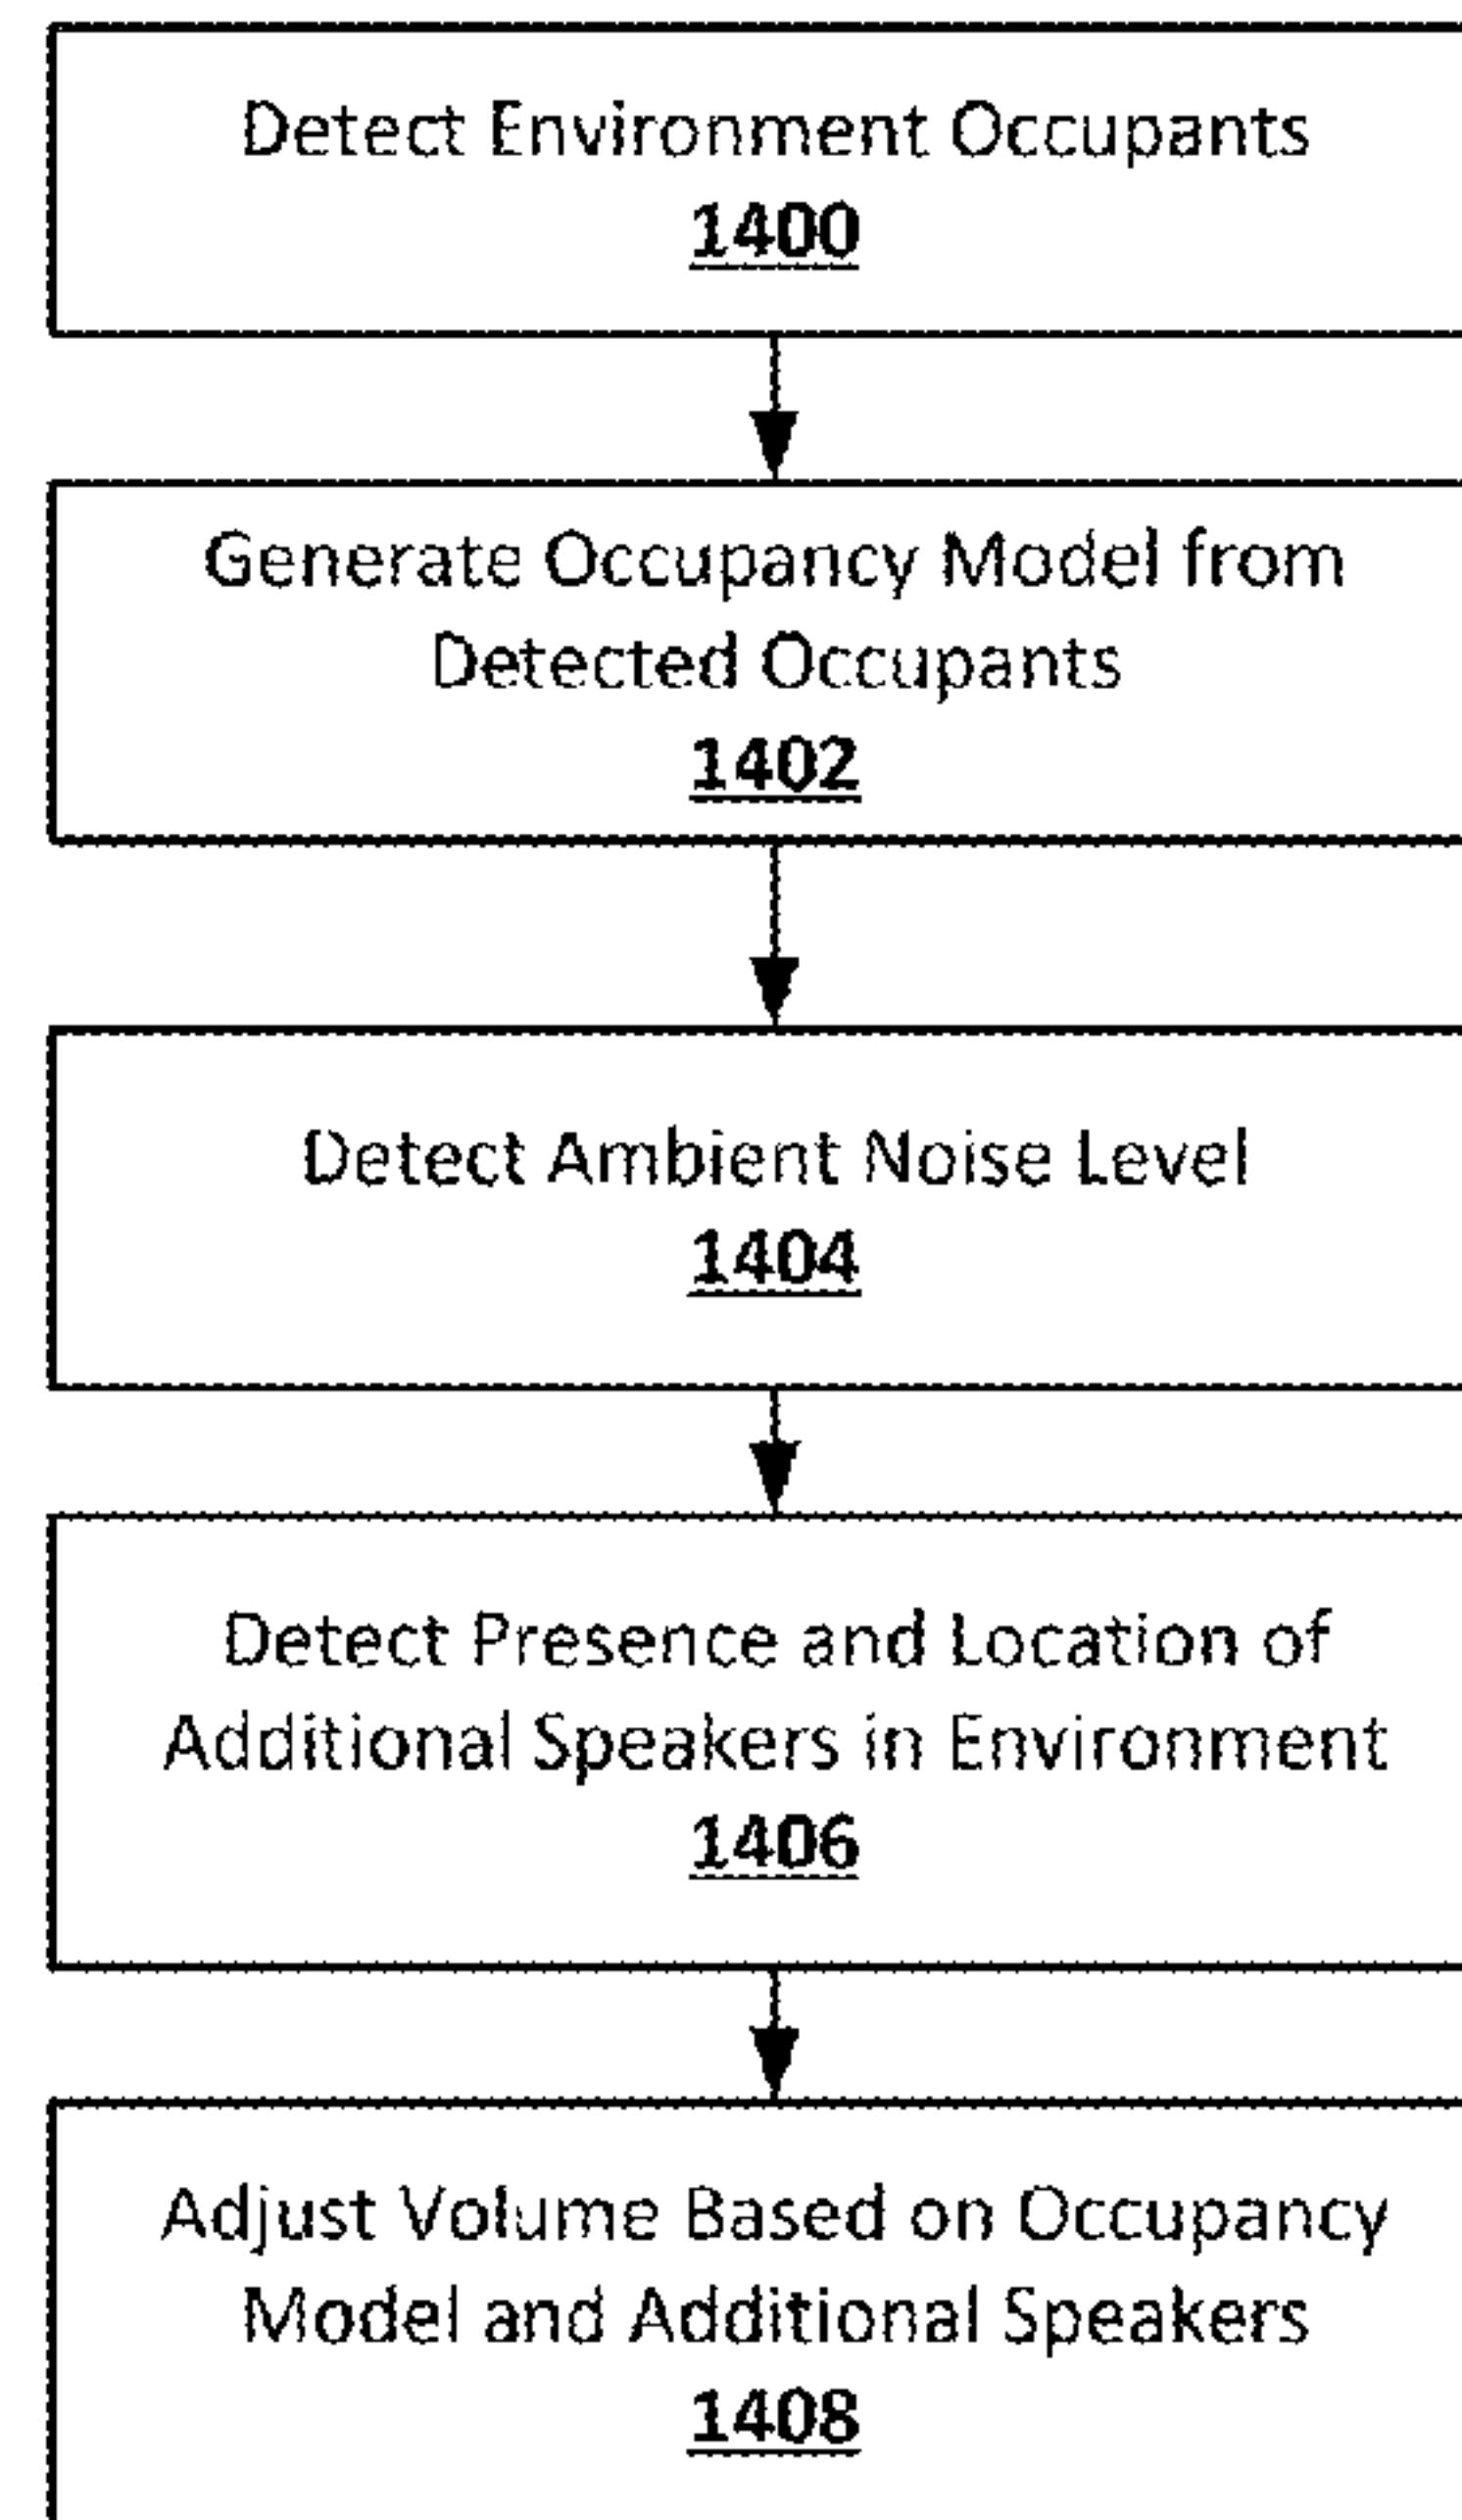 Detect Environment Occupants
1400
Generate Occupancy Model from
Detected Occupants
1402
Detect Ambient Noise Level
1404
Detect Presence and Location of
Additional Speakers in Environment
1406
Adjust Volume Based on Occupancy
Model and Additional Speakers
1408